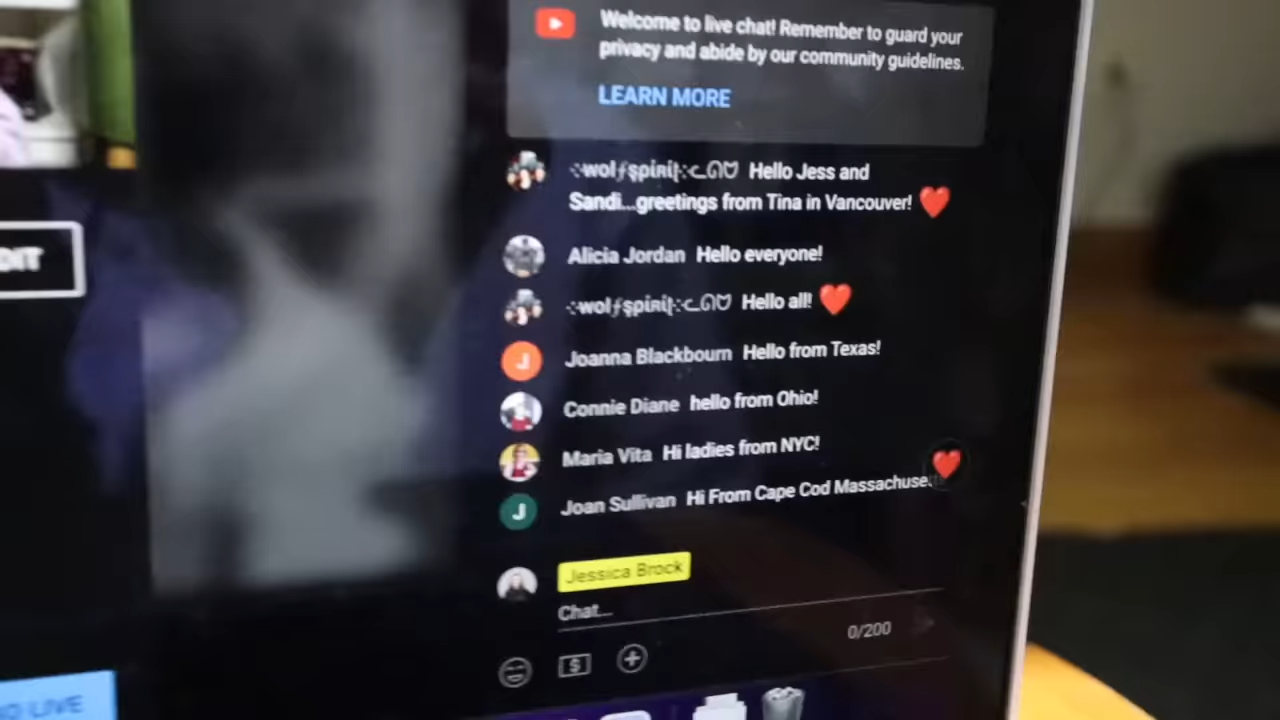 Welcome to live chat! Remember to guard your
privacy and abide by our community guidelines.
LEARN MORE
Hello Jess and
Sandi...greetings from Tina in Vancouver! ❤️
Alicia Jordan Hello everyone!
Hello all! ❤️
Joanna Blackbourn Hello from Texas!
Connie Diane hello from Ohio!
Maria Vita Hi ladies from NYC!
Joan Sullivan Hi From Cape Cod
Jessica Brock
Chat...
0/200
LIVE